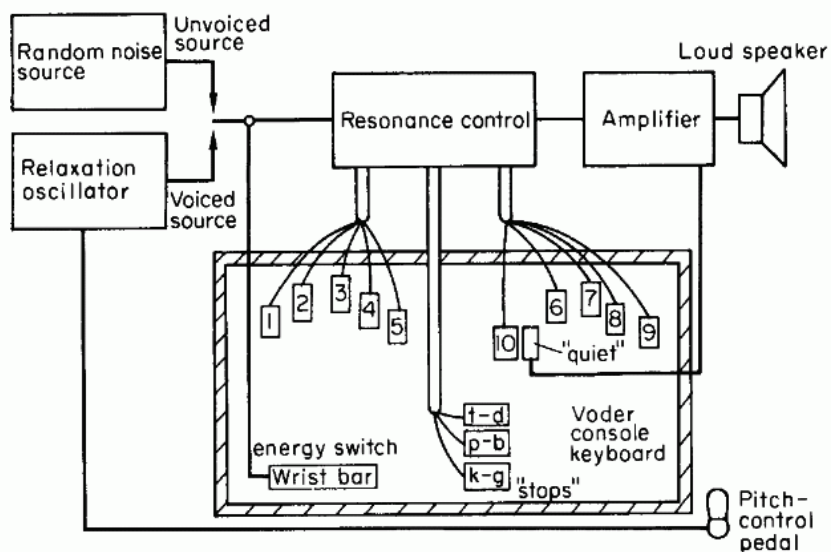 Unvoiced
source
Random noise
source
Relaxation
oscillator
Voiced
source
Resonance control
Amplifier
Loud speaker
1
2
3
4
5
10
6
7
8
9
"quiet"
t-d
p-b
k-g
"stops"
Voder
console
keyboard
energy switch
Wrist bar
Pitch-
control
pedal